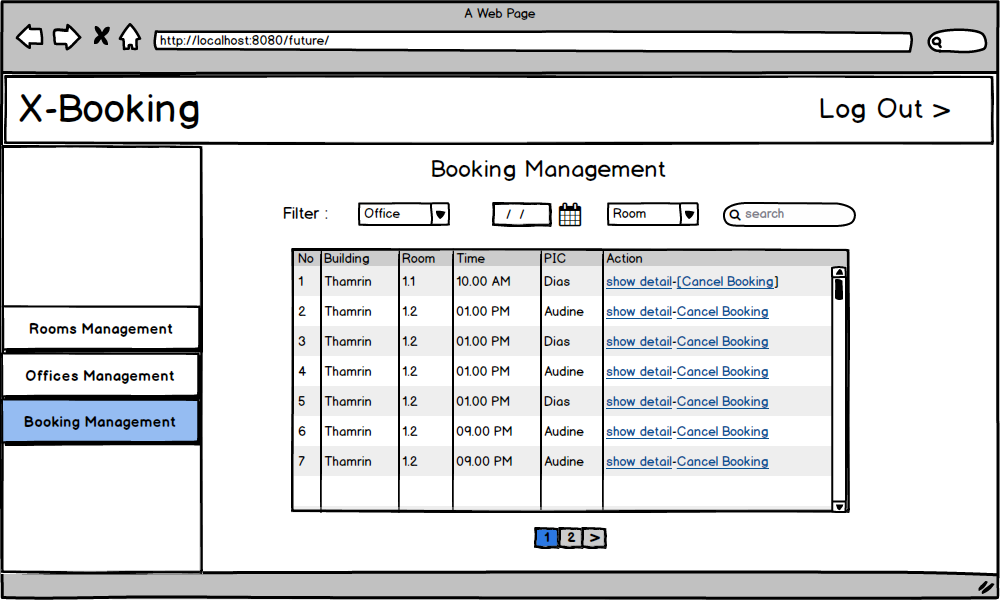 A Web Page
http://localhost:8080/future/
X-Booking
Log Out >
Booking Management
Filter :
Office
/ /
Room
search
No Building Room Time PIC Action
1 Thamrin 1.1 10.00 AM Dias show detail-[Cancel Booking]
2 Thamrin 1.2 01.00 PM Audine show detail-Cancel Booking
3 Thamrin 1.2 01.00 PM Dias show detail-Cancel Booking
4 Thamrin 1.2 01.00 PM Audine show detail-Cancel Booking
5 Thamrin 1.2 01.00 PM Dias show detail-Cancel Booking
6 Thamrin 1.2 09.00 PM Audine show detail-Cancel Booking
7 Thamrin 1.2 09.00 PM Audine show detail-Cancel Booking
Rooms Management
Offices Management
Booking Management
1 2 >